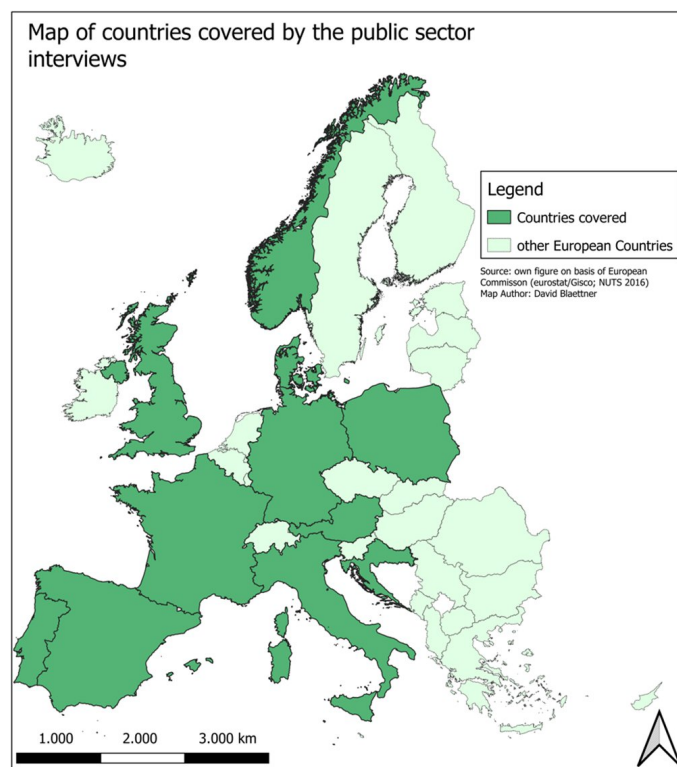 Map of countries covered by the public sector
interviews
Legend
Countries covered
other European Countries
Source: own figure on basis of European
Commisson (eurostat/Gisco; NUTS 2016)
Map Author: David Blaettner
1.000 2.000 3.000 km